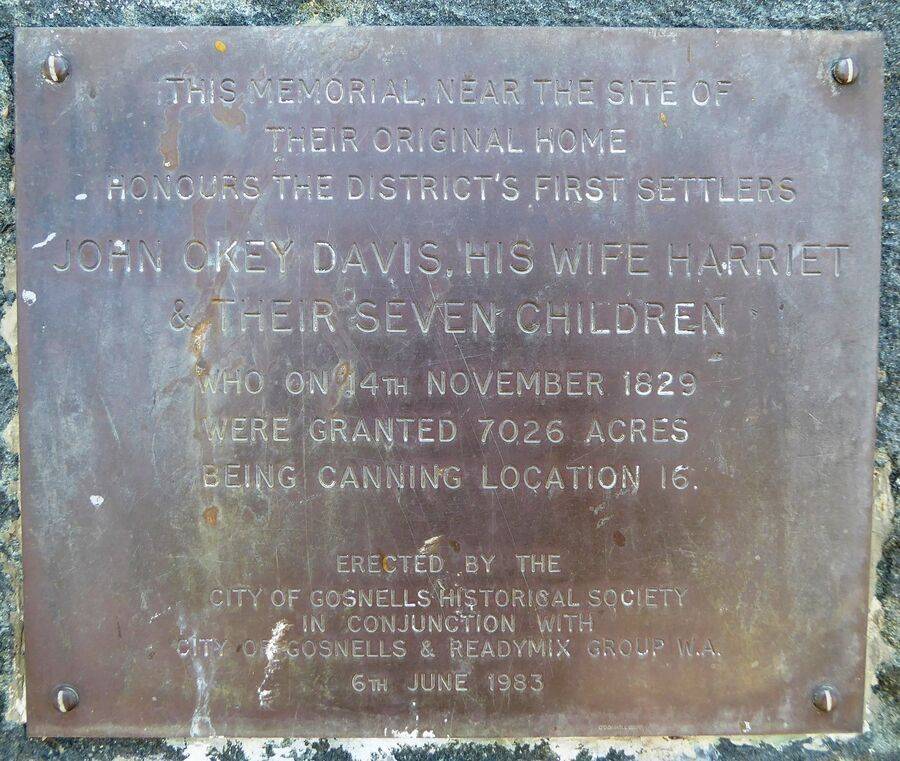 THIS MEMORIAL, NEAR THE SITE OF
THEIR ORIGINAL HOME
HONOURS THE DISTRICT'S FIRST SETTLERS
JOHN OKEY DAVIS, HIS WIFE HARRIET
& THEIR SEVEN CHILDREN
WHO ON 14TH NOVEMBER 1829
WERE GRANTED 7026 ACRES
BEING CANNING LOCATION 16.
ERECTED BY THE
CITY OF GOSNELLS HISTORICAL SOCIETY
IN CONJUNCTION WITH
CITY OF GOSNELLS & READYMIX GROUP W.A.
6TH JUNE 1983